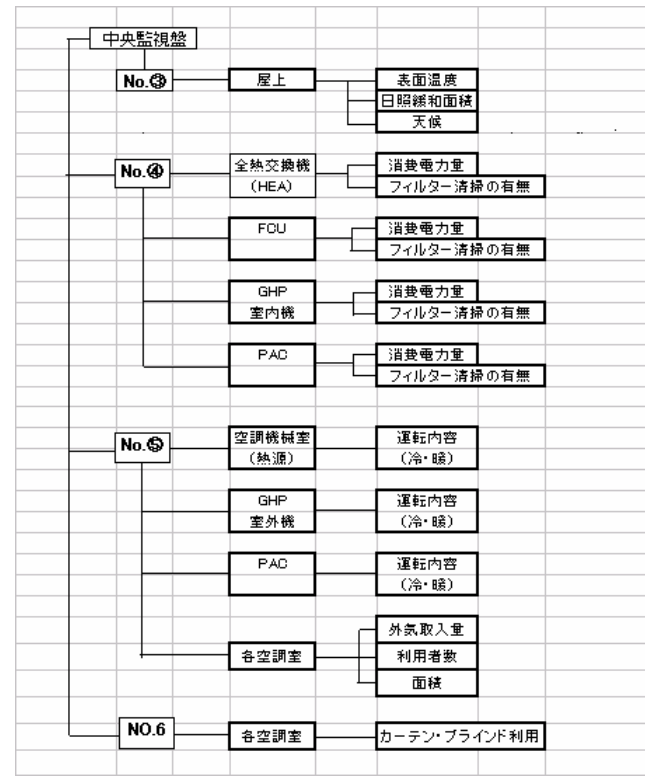 中央監視盤
No.③
屋上
表面温度
日照緩和面積
天候
No.④
全熱交換機
(HEA)
消費電力量
フィルター清掃の有無
FCU
消費電力量
フィルター清掃の有無
GHP
室内機
消費電力量
フィルター清掃の有無
PAC
消費電力量
フィルター清掃の有無
No.⑤
空調機械室
(熱源)
運転内容
(冷・暖)
GHP
室外機
運転内容
(冷・暖)
PAC
運転内容
(冷・暖)
各空調室
外気取入量
利用者数
面積
NO.6
各空調室
カーテン・ブラインド利用